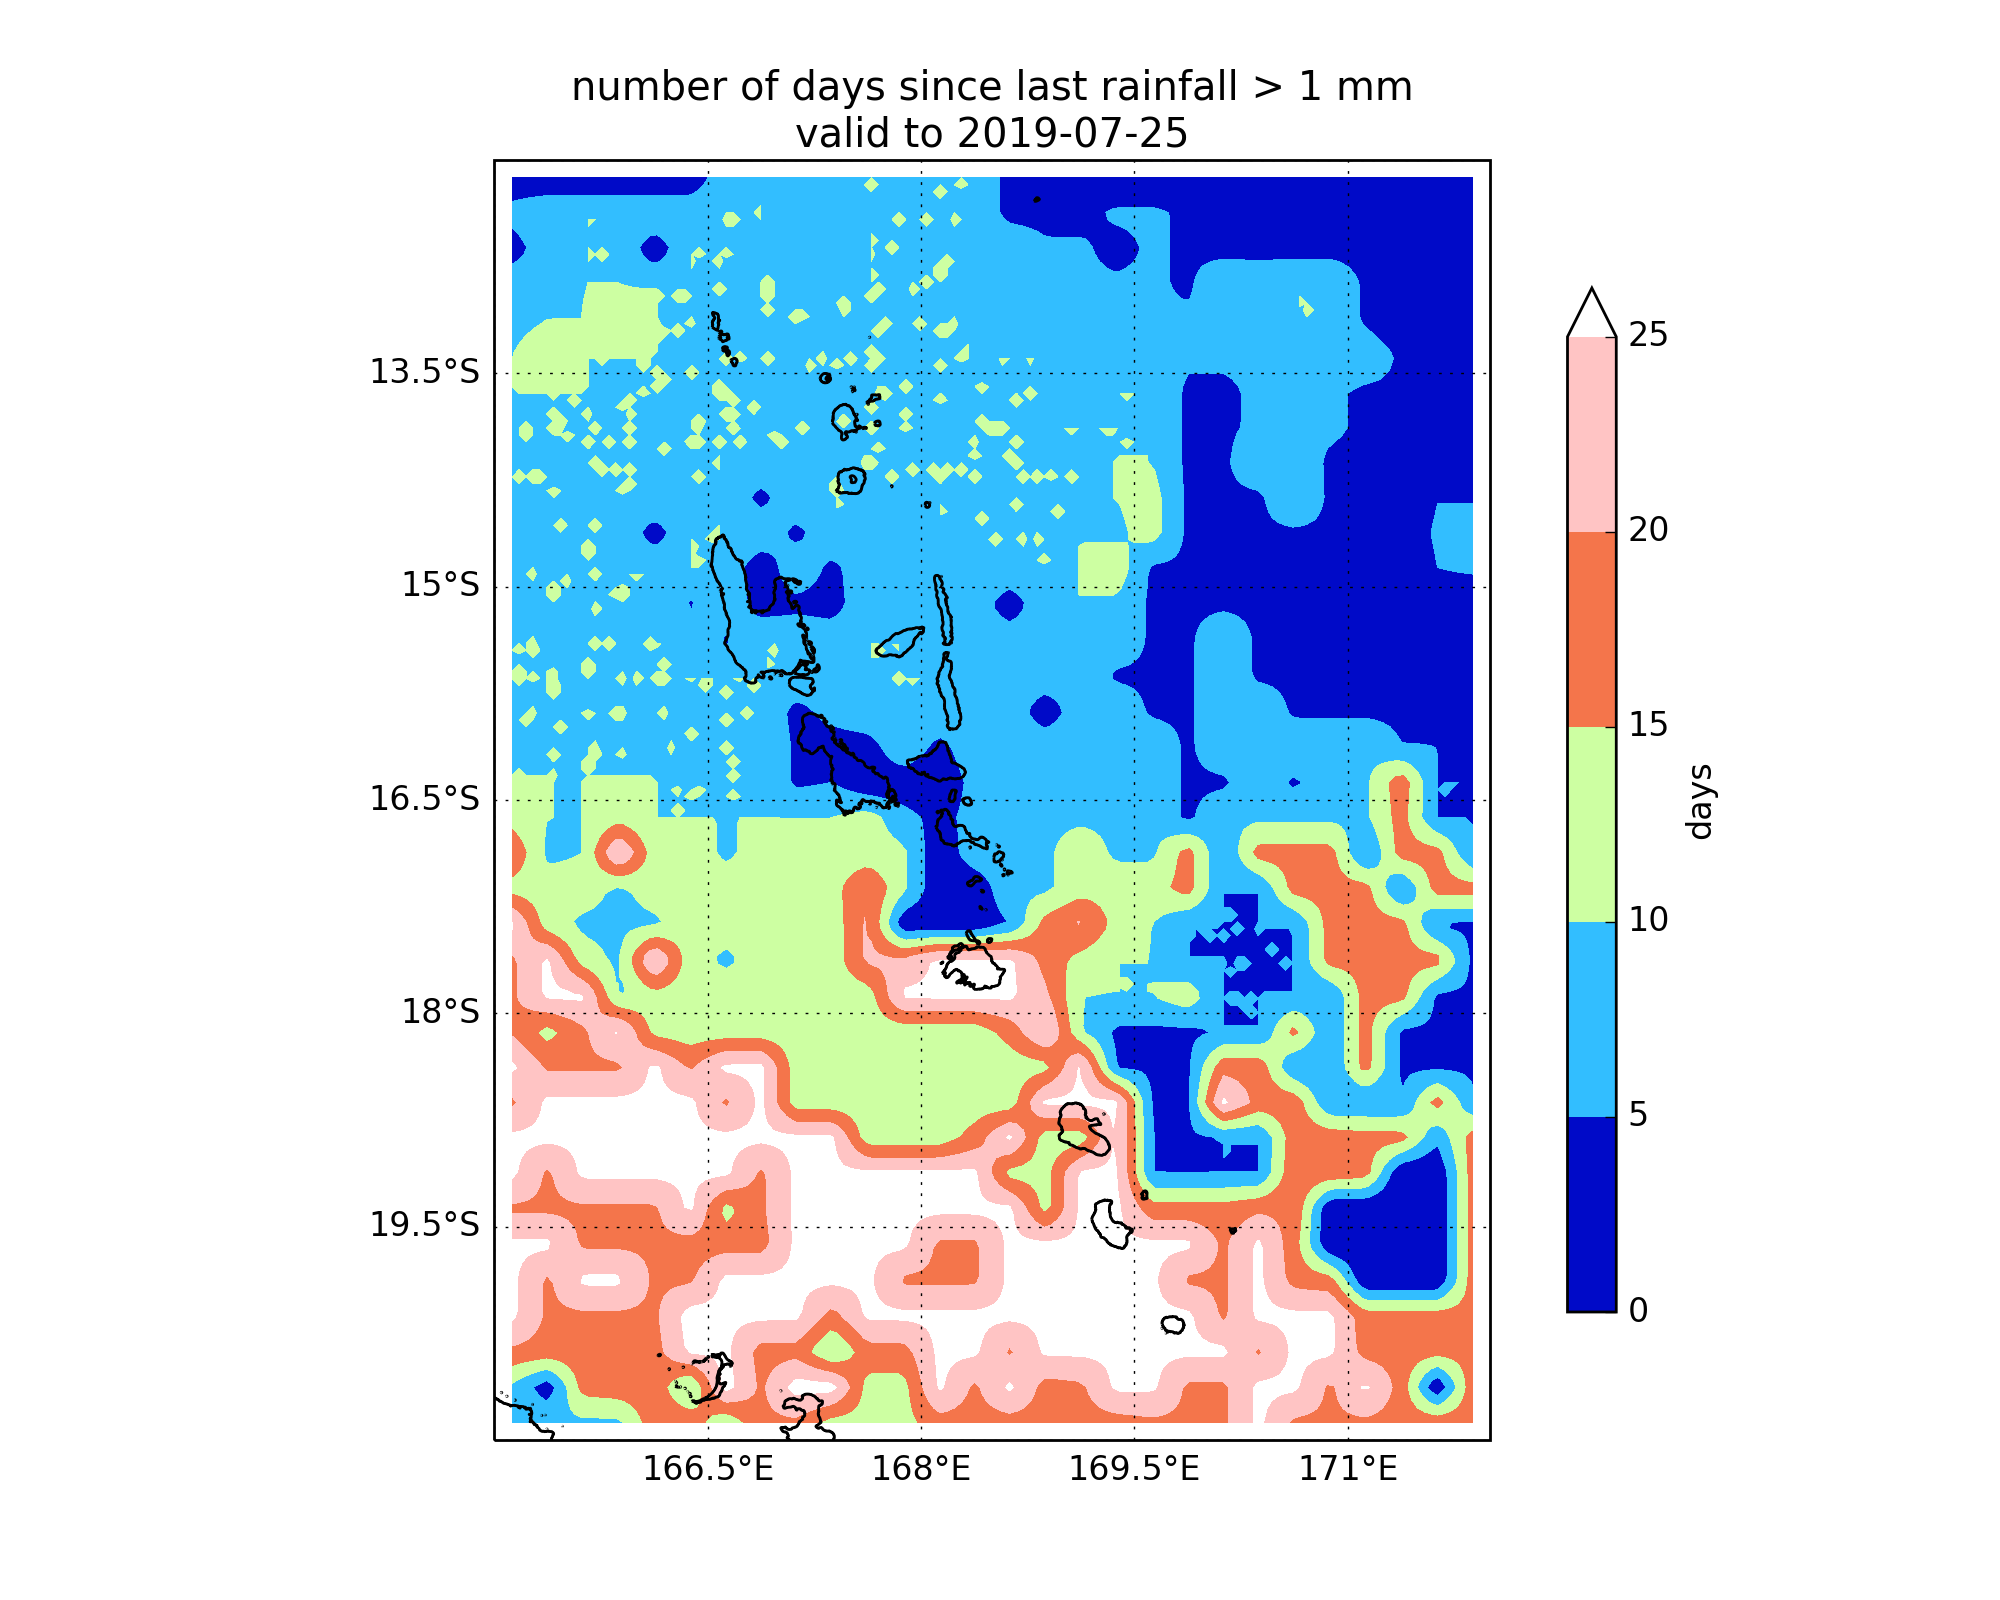 number of days since last rainfall > 1 mm
valid to 2019-07-25
13.5°S
15°S
16.5°S
18°S
19.5°S
166.5°E
168°E
169.5°E
171°E
25
20
15
10
5
0
days